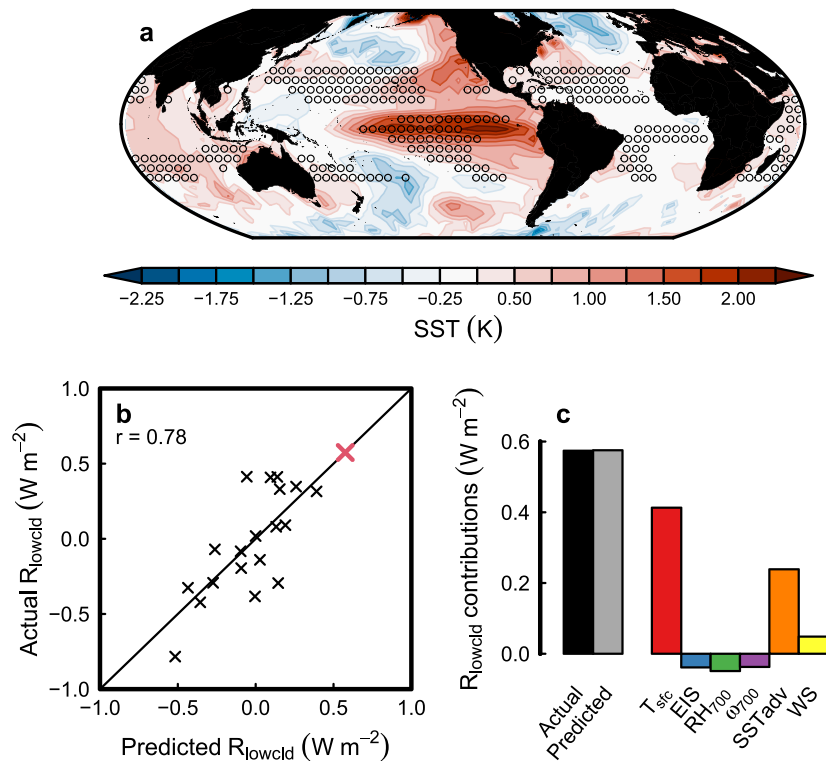 a
−2.25 −1.75 −1.25 −0.75 −0.25 0.50 1.00 1.50 2.00
SST (K)
b
r = 0.78
1.0
0.5
0.0
−0.5
−1.0
Actual Rlowcld (W m−2)
−1.0 −0.5 0.0 0.5 1.0
Predicted Rlowcld (W m−2)
c
0.6
0.4
0.2
0.0
Rlowcld contributions (W m−2)
Actual
Predicted
Tsfc
EIS
RH700
ω700
SSTadv
WS